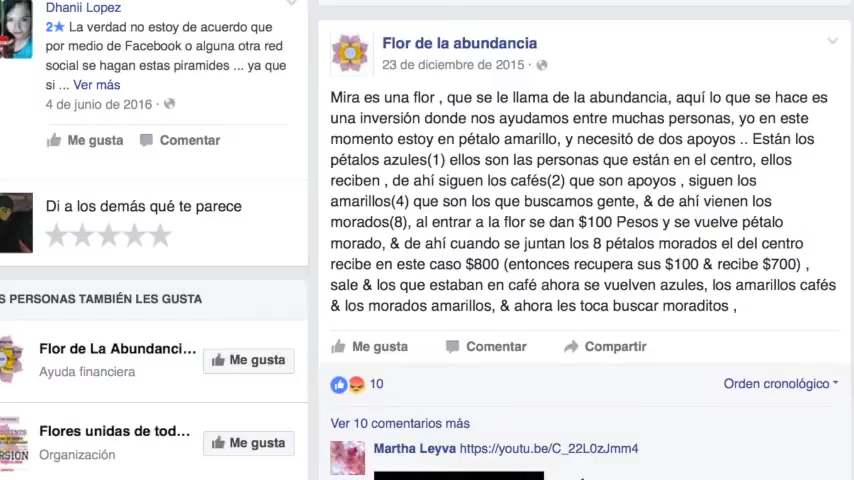 Dhanii Lopez
2★ La verdad no estoy de acuerdo que
por medio de Facebook o alguna otra red
social se hagan estas piramides ... ya que
si ... Ver más
4 de junio de 2016 ·
Me gusta Comentar
Di a los demás qué te parece
S PERSONAS TAMBIÉN LES GUSTA
Flor de La Abundanci...
Ayuda financiera
Me gusta
Flores unidas de tod...
Organización
Me gusta
Flor de la abundancia
23 de diciembre de 2015 ·
Mira es una flor , que se le llama de la abundancia, aquí lo que se hace es
una inversión donde nos ayudamos entre muchas personas, yo en este
momento estoy en pétalo amarillo, y necesitó de dos apoyos .. Están los
pétalos azules(1) ellos son las personas que están en el centro, ellos
reciben , de ahí siguen los cafés(2) que son apoyos , siguen los
amarillos(4) que son los que buscamos gente, & de ahí vienen los
morados(8), al entrar a la flor se dan $100 Pesos y se vuelve pétalo
morado, & de ahí cuando se juntan los 8 pétalos morados el del centro
recibe en este caso $800 (entonces recupera sus $100 & recibe $700) ,
sale & los que estaban en café ahora se vuelven azules, los amarillos cafés
& los morados amarillos, & ahora les toca buscar moraditos ,
Me gusta Comentar Compartir
10
Orden cronológico
Ver 10 comentarios más
Martha Leyva https://youtu.be/C_22L0zJmm4